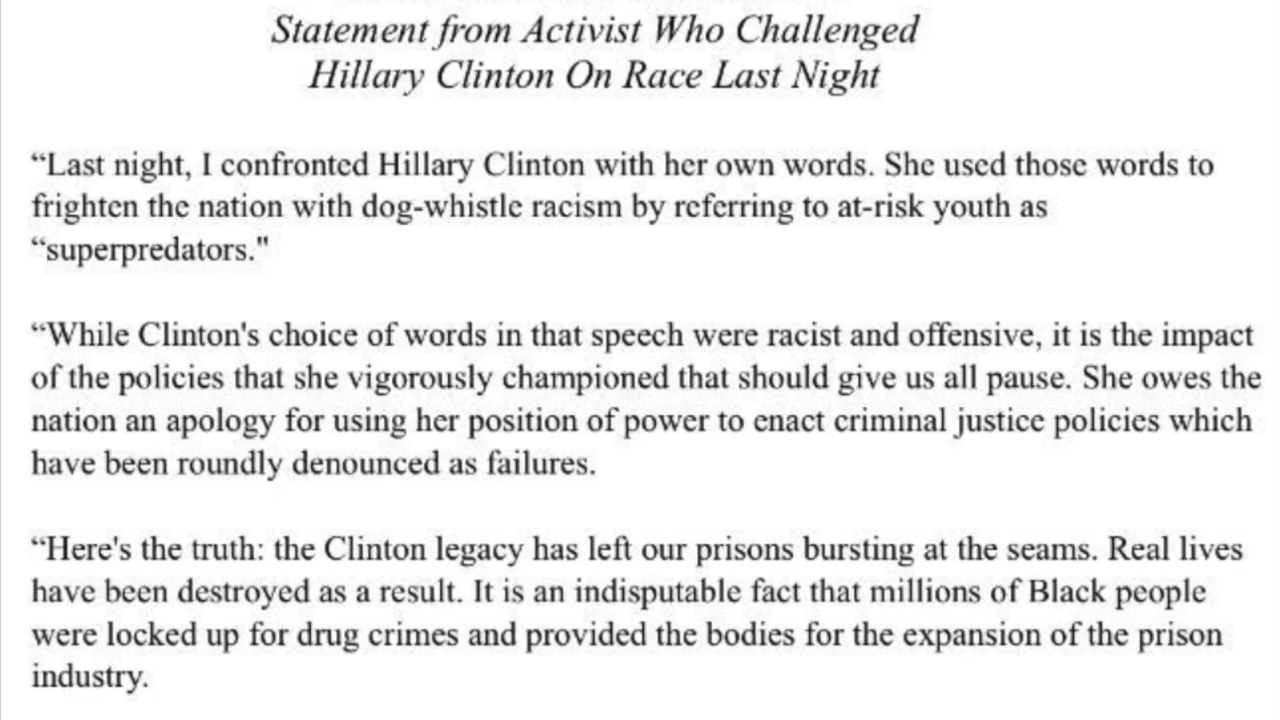 Statement from Activist Who Challenged
Hillary Clinton On Race Last Night
“Last night, I confronted Hillary Clinton with her own words. She used those words to
frighten the nation with dog-whistle racism by referring to at-risk youth as
“superpredators."
“While Clinton's choice of words in that speech were racist and offensive, it is the impact
of the policies that she vigorously championed that should give us all pause. She owes the
nation an apology for using her position of power to enact criminal justice policies which
have been roundly denounced as failures.
“Here's the truth: the Clinton legacy has left our prisons bursting at the seams. Real lives
have been destroyed as a result. It is an indisputable fact that millions of Black people
were locked up for drug crimes and provided the bodies for the expansion of the prison
industry.